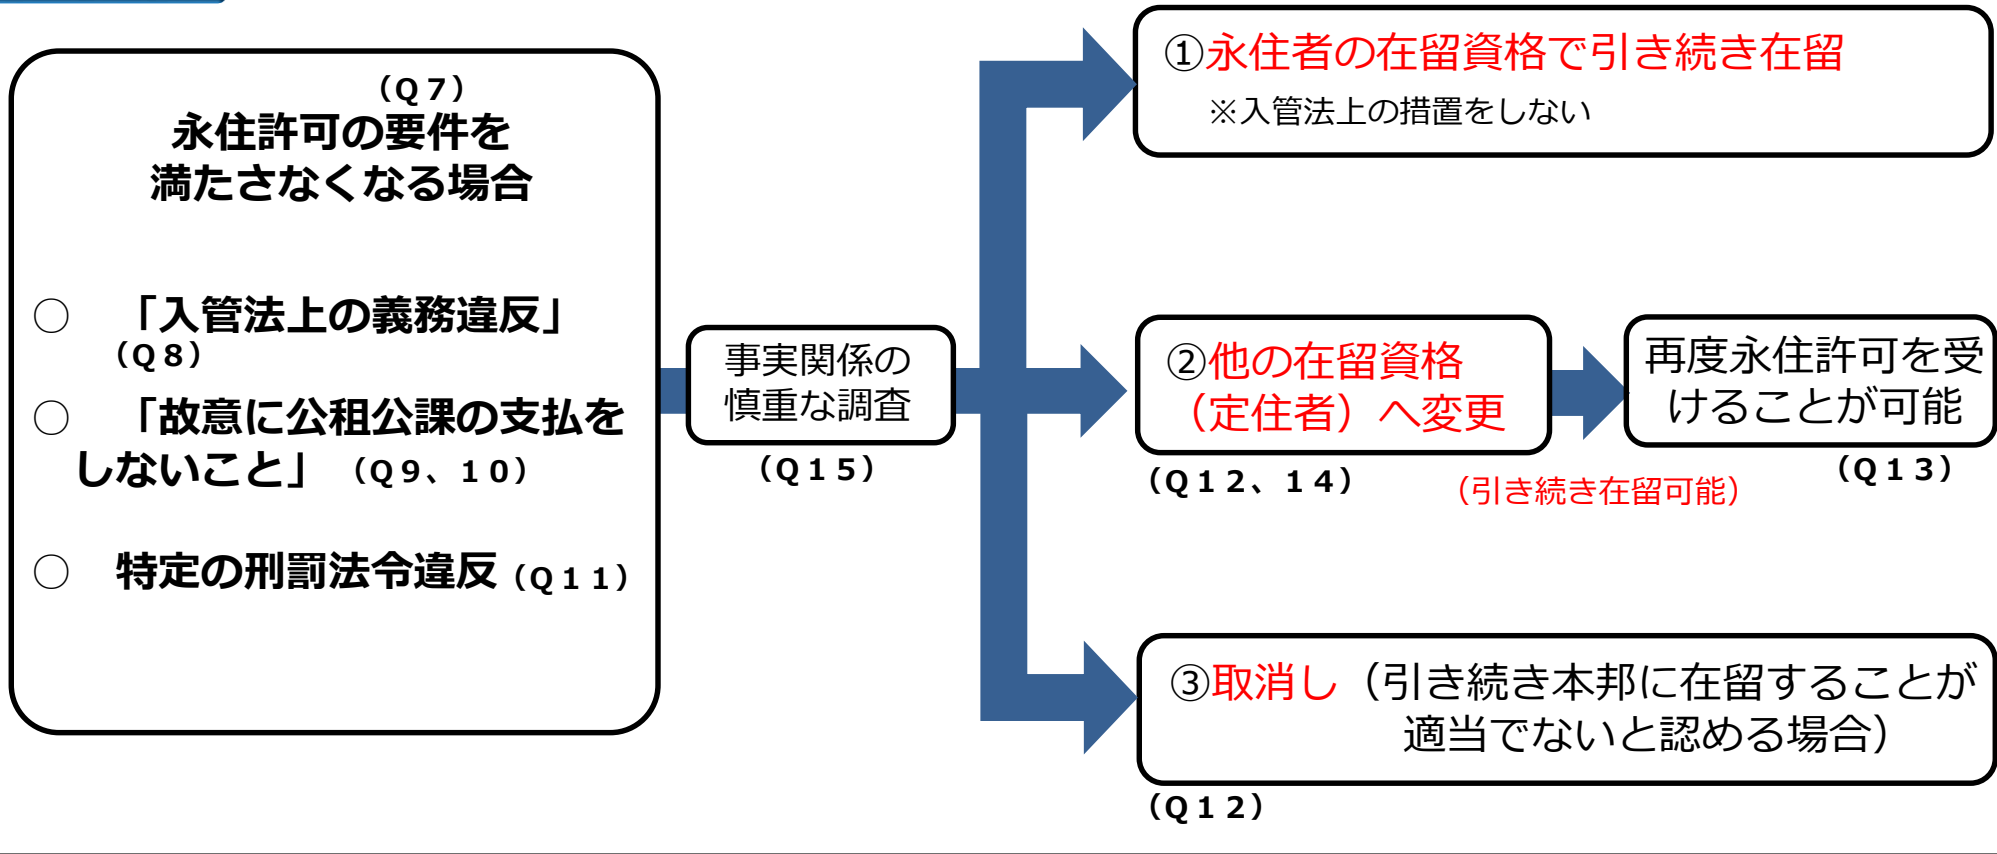 （Ｑ７）
永住許可の要件を
満たさなくなる場合
○　「入管法上の義務違反」
（Ｑ８）
○　「故意に公租公課の支払を
しないこと」（Ｑ９、１０）
○　特定の刑罰法令違反（Ｑ１１）
事実関係の
慎重な調査
（Ｑ１５）
①永住者の在留資格で引き続き在留
※入管法上の措置をしない
②他の在留資格
（定住者）へ変更
（Ｑ１２、１４）
（引き続き在留可能）
再度永住許可を受
けることが可能
（Ｑ１３）
③取消し（引き続き本邦に在留することが
適当でないと認める場合）
（Ｑ１２）